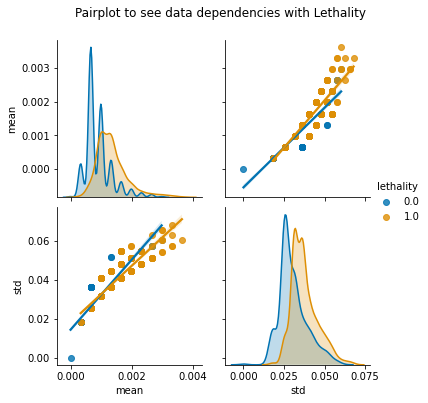 Pairplot to see data dependencies with Lethality
mean
0.003
0.002
0.001
0.000
lethality
0.0
1.0
std
0.06
0.04
0.02
0.00
0.000 0.002 0.004
mean
0.000 0.025 0.050 0.075
std